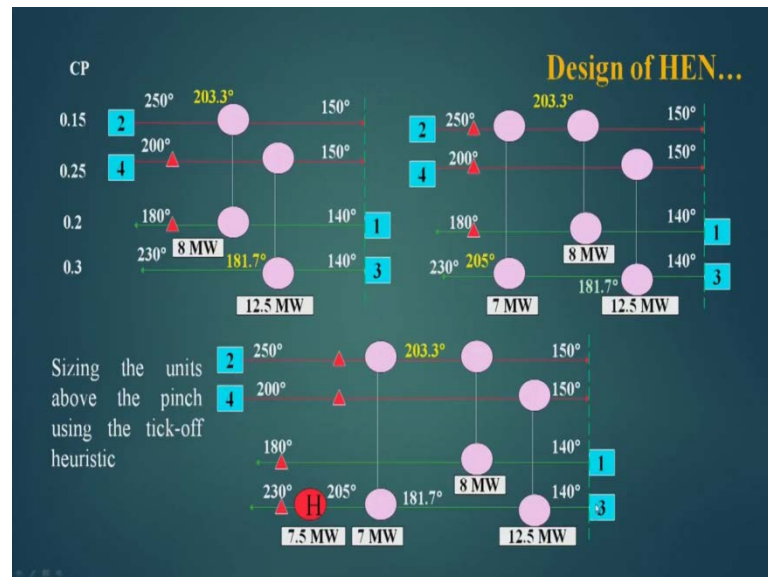 Design of HEN...
CP
250° 203.3° 150°
0.15 2
200° 150°
0.25 4
180° 140°
0.2 1
8 MW
230° 181.7° 140°
0.3 3
12.5 MW
203.3°
250° 150°
2
200° 150°
4
180° 140°
1
8 MW
230° 205° 140°
181.7° 3
7 MW 12.5 MW
Sizing the units
above the pinch
using the tick-off
heuristic
250° 203.3° 150°
2
200° 150°
4
180° 140°
1
8 MW
230° 205° 181.7° 140°
H 3
7.5 MW 7 MW 12.5 MW